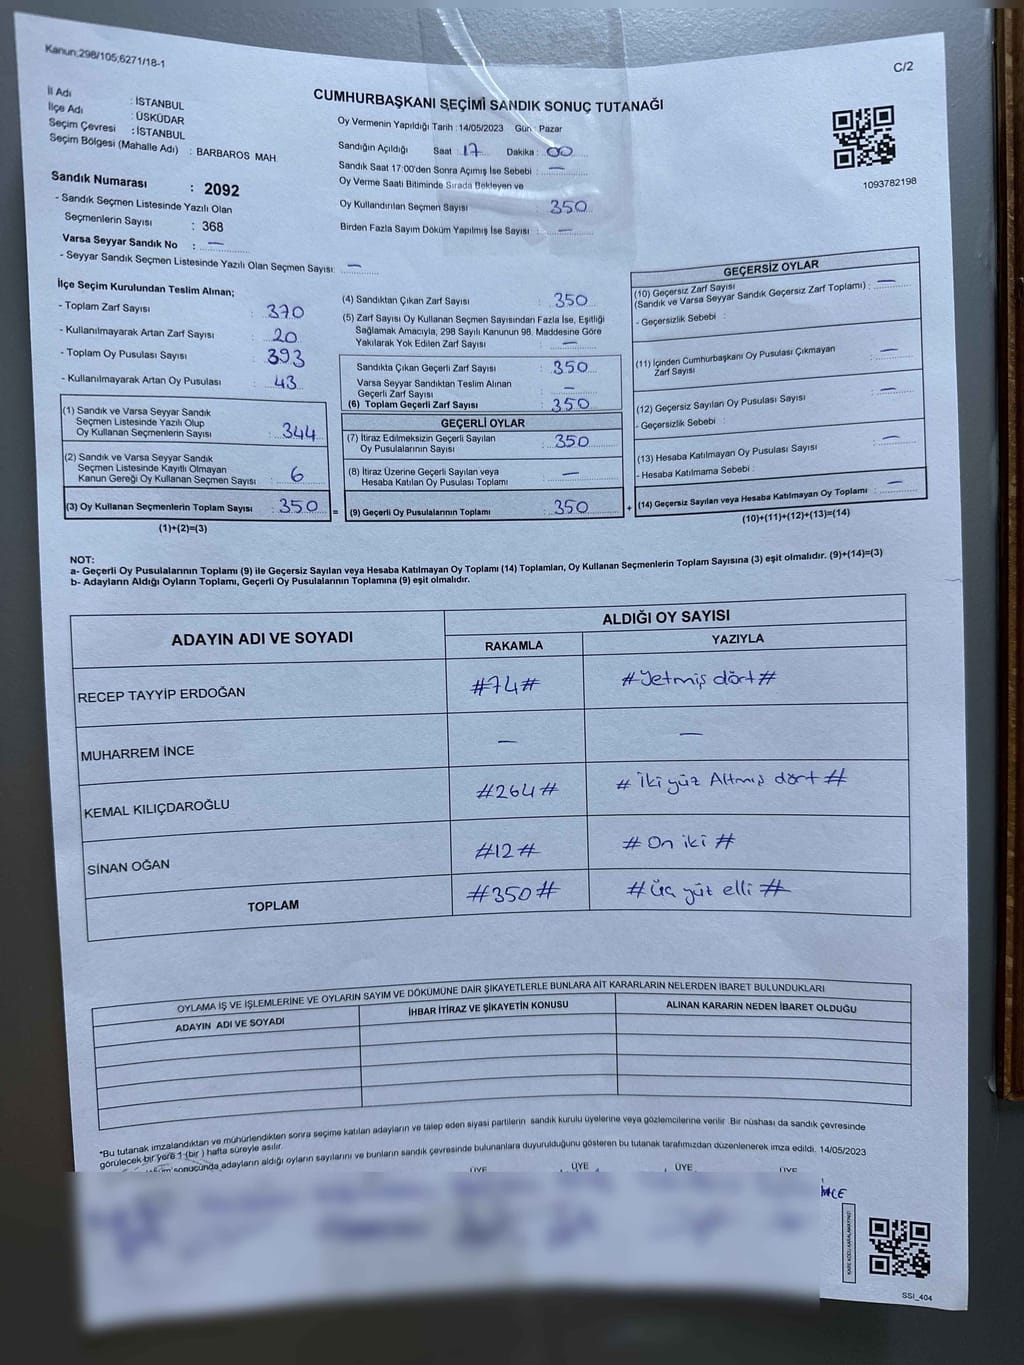 Kanun:298/105,6271/18-1
C/2
İl Adı : İSTANBUL
İlçe Adı : ÜSKÜDAR
Seçim Çevresi : İSTANBUL
Seçim Bölgesi (Mahalle Adı) : BARBAROS MAH.
Sandık Numarası : 2092
- Sandık Seçmen Listesinde Yazılı Olan
Seçmenlerin Sayısı : 368
Varsa Seyyar Sandık No : —
- Seyyar Sandık Seçmen Listesinde Yazılı Olan Seçmen Sayısı: —
CUMHURBAŞKANI SEÇİMİ SANDIK SONUÇ TUTANAĞI
Oy Vermenin Yapıldığı Tarih : 14/05/2023 Gün : Pazar
Sandığın Açıldığı Saat : 17 Dakika : 00
Sandık Saat 17:00'den Sonra Açımış İse Sebebi : —
Oy Verme Saati Bitiminde Sırada Bekleyen ve
Oy Kullandırılan Seçmen Sayısı : 350
Birden Fazla Sayım Döküm Yapılmış İse Sayısı : —
1093782198
İlçe Seçim Kurulundan Teslim Alınan;
- Toplam Zarf Sayısı : 370
- Kullanılmayarak Artan Zarf Sayısı : 20
- Toplam Oy Pusulası Sayısı : 393
- Kullanılmayarak Artan Oy Pusulası : 43
(1) Sandık ve Varsa Seyyar Sandık
Seçmen Listesinde Yazılı Olup
Oy Kullanan Seçmenlerin Sayısı : 344
(2) Sandık ve Varsa Seyyar Sandık
Seçmen Listesinde Kayıtlı Olmayan
Kanun Gereği Oy Kullanan Seçmen Sayısı : 6
(3) Oy Kullanan Seçmenlerin Toplam Sayısı : 350 =
(1)+(2)=(3)
(4) Sandıktan Çıkan Zarf Sayısı : 350
(5) Zarf Sayısı Oy Kullanan Seçmen Sayısından Fazla İse, Eşitliği
Sağlamak Amacıyla, 298 Sayılı Kanunun 98. Maddesine Göre
Yakılarak Yok Edilen Zarf Sayısı : —
Sandıkta Çıkan Geçerli Zarf Sayısı : 350
Varsa Seyyar Sandıktan Teslim Alınan
Geçerli Zarf Sayısı : —
(6) Toplam Geçerli Zarf Sayısı : 350
GEÇERLİ OYLAR
(7) İtiraz Edilmeksizin Geçerli Sayılan
Oy Pusulalarının Sayısı : 350
(8) İtiraz Üzerine Geçerli Sayılan veya
Hesaba Katılan Oy Pusulası Toplamı : —
(9) Geçerli Oy Pusulalarının Toplamı : 350 +
GEÇERSİZ OYLAR
(10) Geçersiz Zarf Sayısı
(Sandık ve Varsa Seyyar Sandık Geçersiz Zarf Toplamı) : —
- Geçersizlik Sebebi :
(11) İçinden Cumhurbaşkanı Oy Pusulası Çıkmayan
Zarf Sayısı : —
(12) Geçersiz Sayılan Oy Pusulası Sayısı : —
- Geçersizlik Sebebi :
(13) Hesaba Katılmayan Oy Pusulası Sayısı : —
- Hesaba Katılmama Sebebi :
(14) Geçersiz Sayılan veya Hesaba Katılmayan Oy Toplamı : —
(10)+(11)+(12)+(13)=(14)
NOT:
a- Geçerli Oy Pusulalarının Toplamı (9) ile Geçersiz Sayılan veya Hesaba Katılmayan Oy Toplamı (14) Toplamları, Oy Kullanan Seçmenlerin Toplam Sayısına (3) eşit olmalıdır. (9)+(14)=(3)
b- Adayların Aldığı Oyların Toplamı, Geçerli Oy Pusulalarının Toplamına (9) eşit olmalıdır.
ADAYIN ADI VE SOYADI
ALDIĞI OY SAYISI
RAKAMLA YAZIYLA
RECEP TAYYİP ERDOĞAN #74# #Yetmiş dört#
MUHARREM İNCE — —
KEMAL KILIÇDAROĞLU #264# # İki yüz Altmış dört #
SİNAN OĞAN #12# # On iki #
TOPLAM #350# #Üç yüz elli #
OYLAMA İŞ VE İŞLEMLERİNE VE OYLARIN SAYIM VE DÖKÜMÜNE DAİR ŞİKAYETLERLE BUNLARA AİT KARARLARIN NELERDEN İBARET BULUNDUKLARI
ADAYIN ADI VE SOYADI İHBAR İTİRAZ VE ŞİKAYETİN KONUSU ALINAN KARARIN NEDEN İBARET OLDUĞU
*Bu tutanak imzalandıktan ve mühürlendikten sonra seçime katılan adayların ve talep eden siyasi partilerin sandık kurulu üyelerine veya gözlemcilerine verilir. Bir nüshası da sandık çevresinde
görülecek bir yere 1 (bir ) hafta süreyle asılır.
sonucunda adayların aldığı oyların sayılarını ve bunların sandık çevresinde bulunanlara duyurulduğunu gösteren bu tutanak tarafımızdan düzenlenerek imza edildi. 14/05/2023
ÜYE ÜYE ÜYE ÜYE
SSI_404